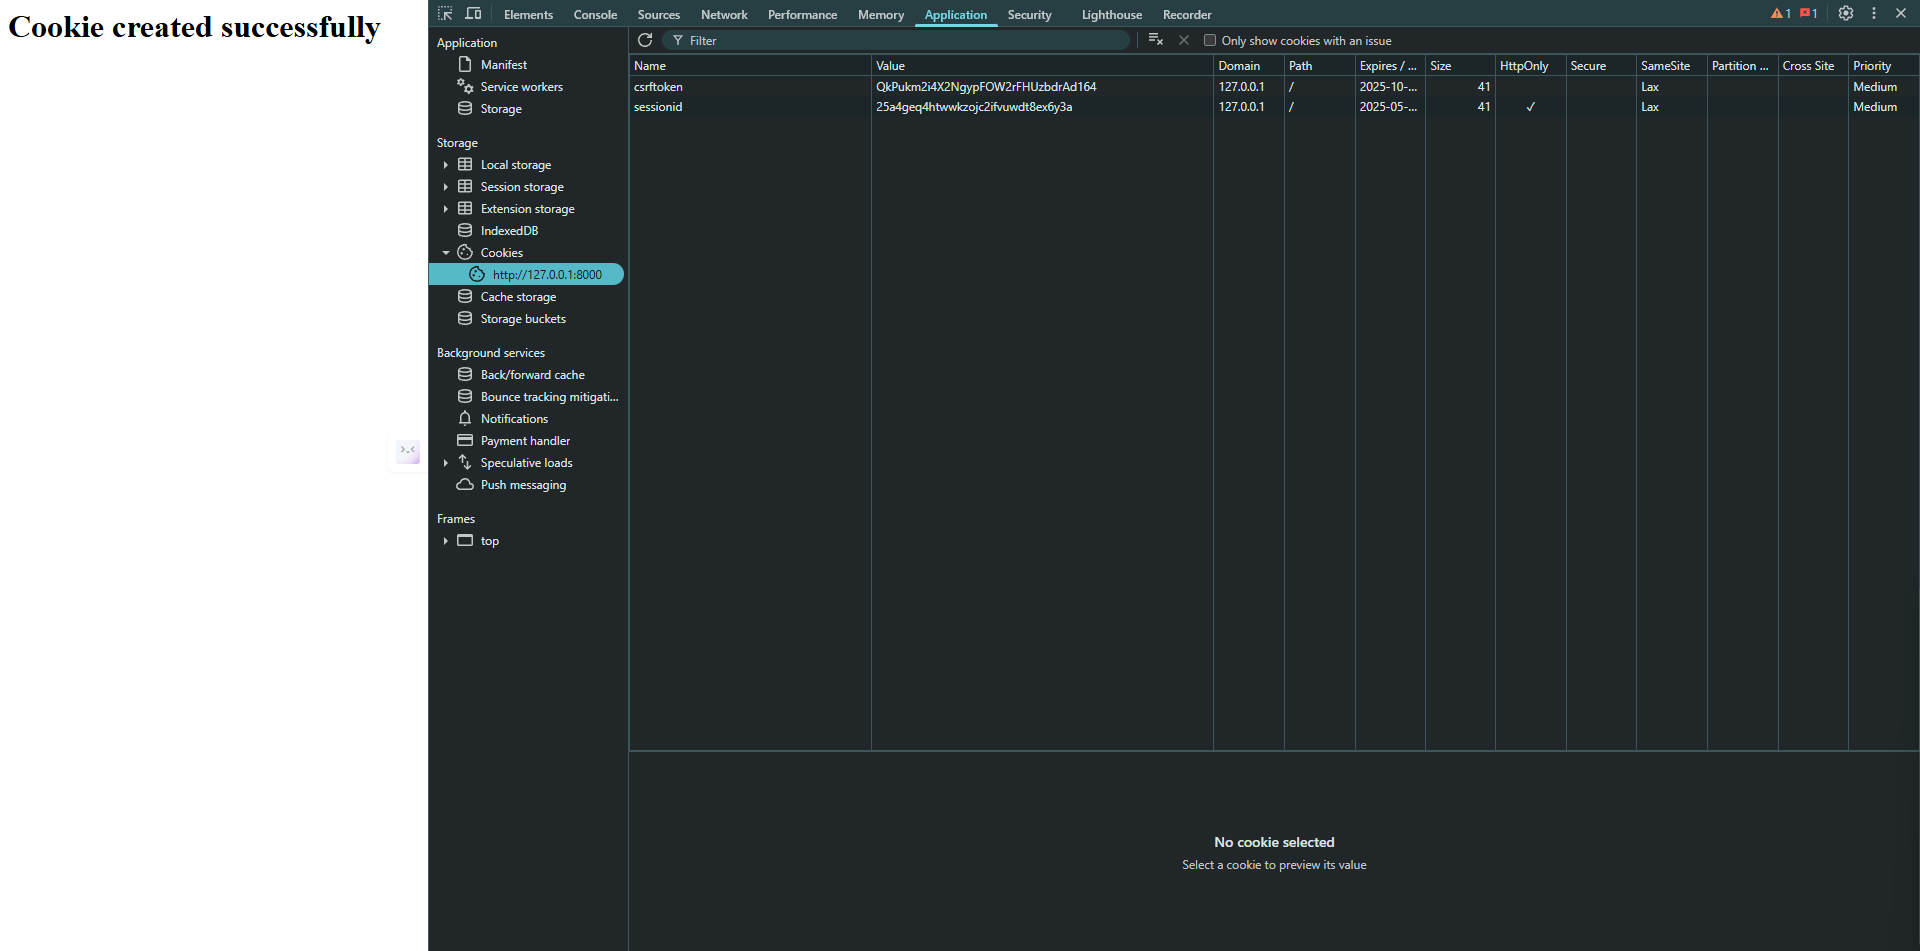 Cookie created successfully
Elements Console Sources Network Performance Memory Application Security Lighthouse Recorder 1 1
Application
Manifest
Service workers
Storage
Storage
Local storage
Session storage
Extension storage
IndexedDB
Cookies
http://127.0.0.1:8000
Cache storage
Storage buckets
Background services
Back/forward cache
Bounce tracking mitigati...
Notifications
Payment handler
Speculative loads
Push messaging
Frames
top
Filter Only show cookies with an issue
Name Value Domain Path Expires / ... Size HttpOnly Secure SameSite Partition ... Cross Site Priority
csrftoken QkPukm2i4X2NgypFOW2rFHUzbdrAd164 127.0.0.1 / 2025-10-... 41 Lax Medium
sessionid 25a4geq4htwwkzojc2ifvuwdt8ex6y3a 127.0.0.1 / 2025-05-... 41 ✓ Lax Medium
No cookie selected
Select a cookie to preview its value